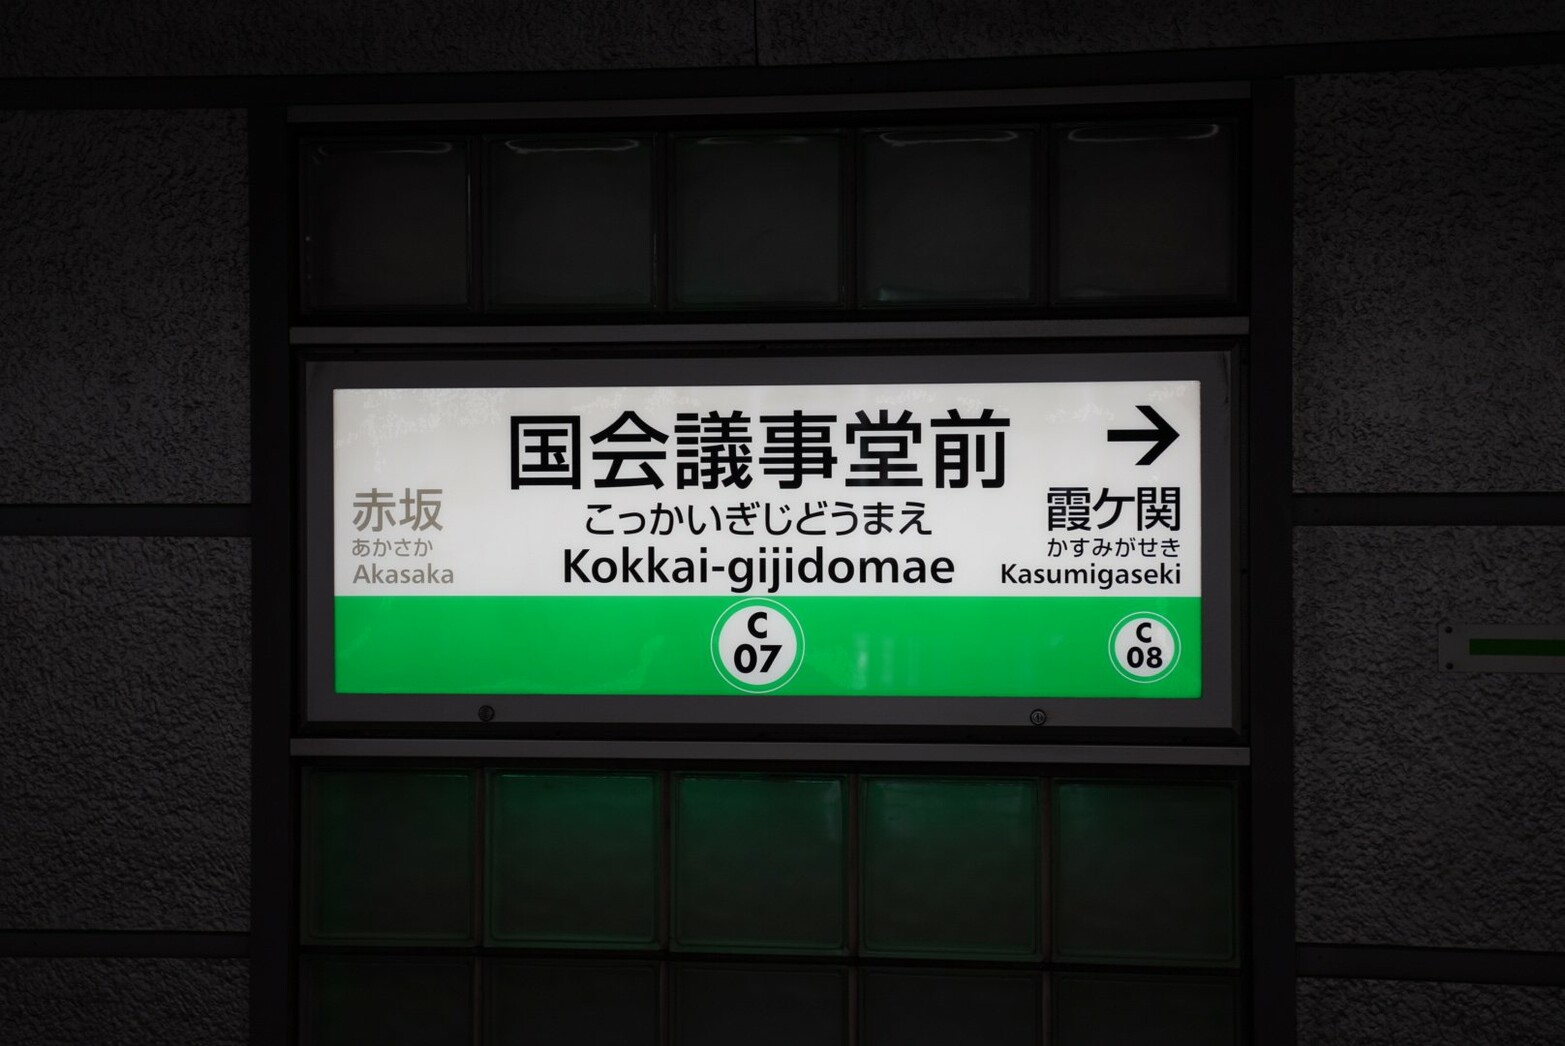 国会議事堂前
こっかいぎじどうまえ
Kokkai-gijidomae
C
07
赤坂
あかさか
Akasaka
→
霞ケ関
かすみがせき
Kasumigaseki
C
08